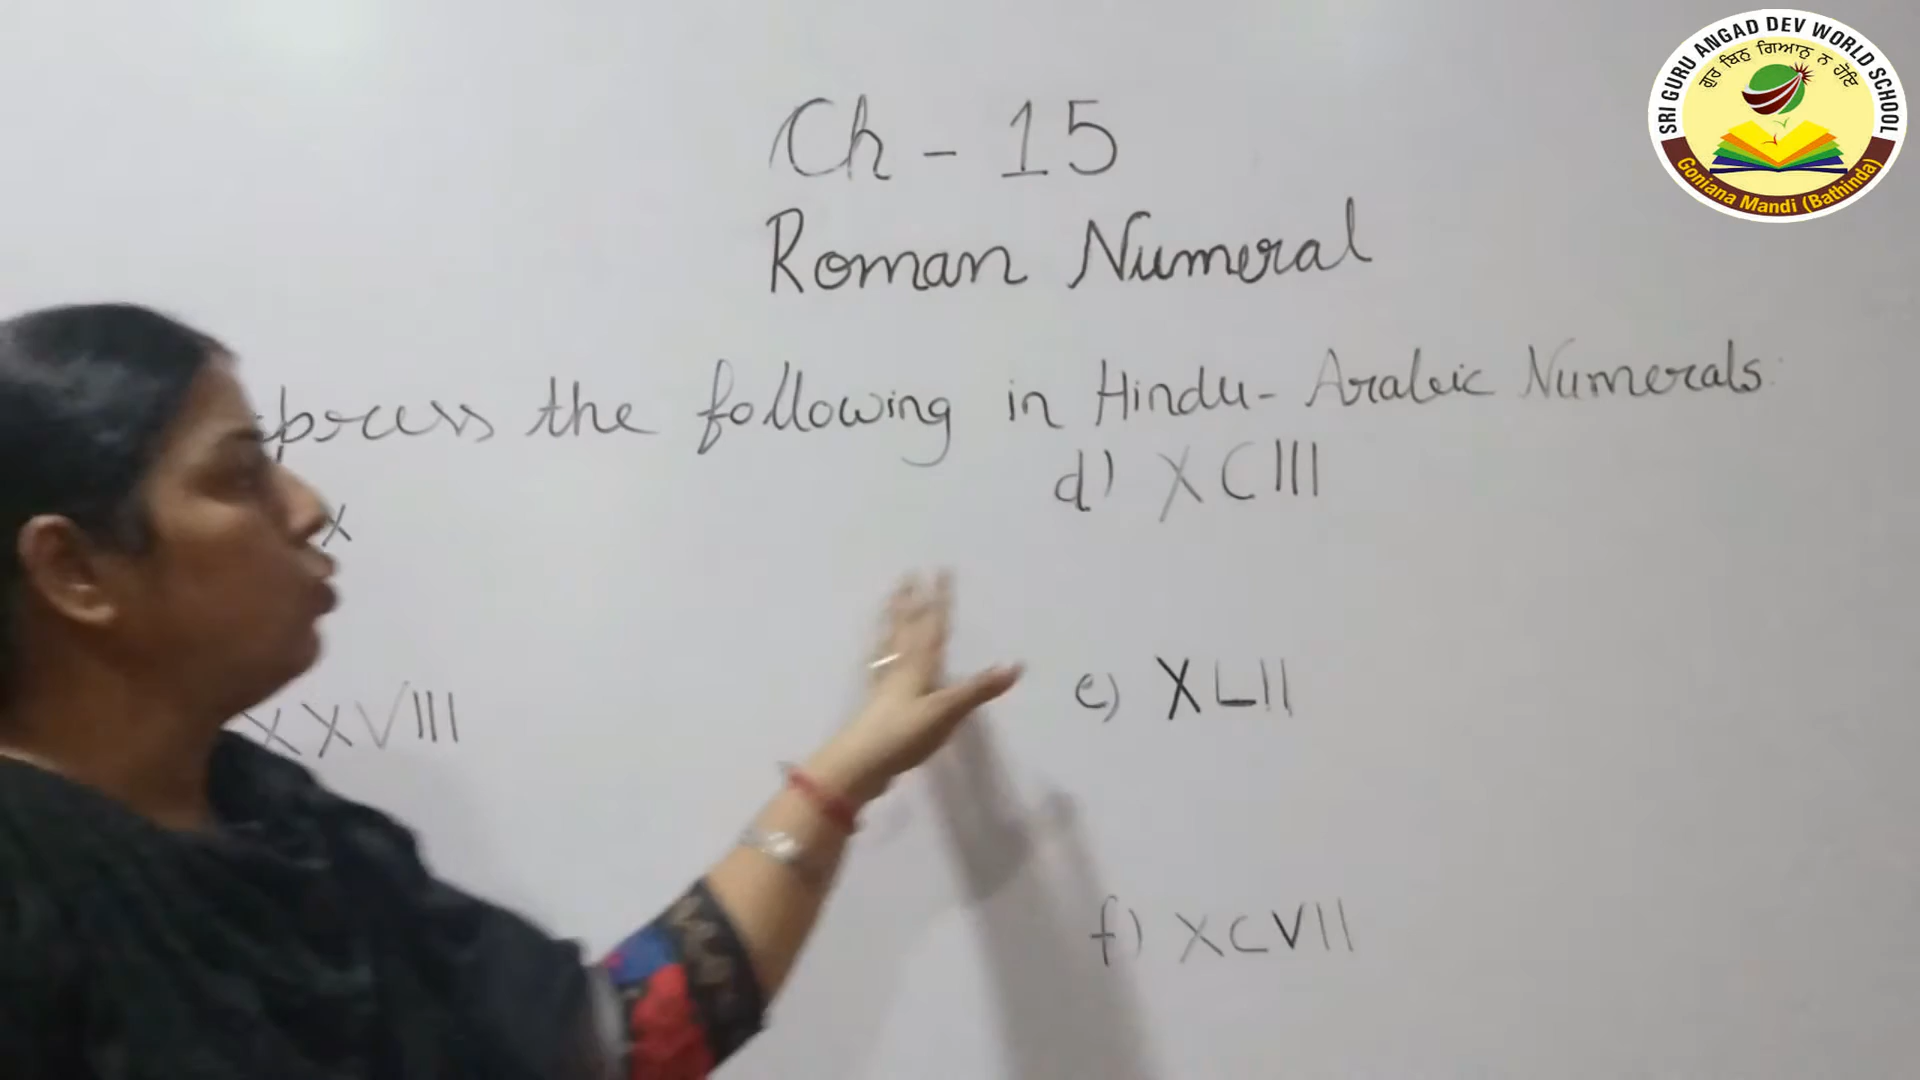 Ch - 15
Roman Numeral
the following in Hindu-Arabic Numerals:
X
d) XCIII
XXVIII
e) XLII
f) XCVII
SRI GURU ANGAD DEV WORLD SCHOOL
ਗੁਰ ਬਿਨੁ ਗਿਆਨੁ ਨ ਹੋਇ
Goniana Mandi (Bathinda)